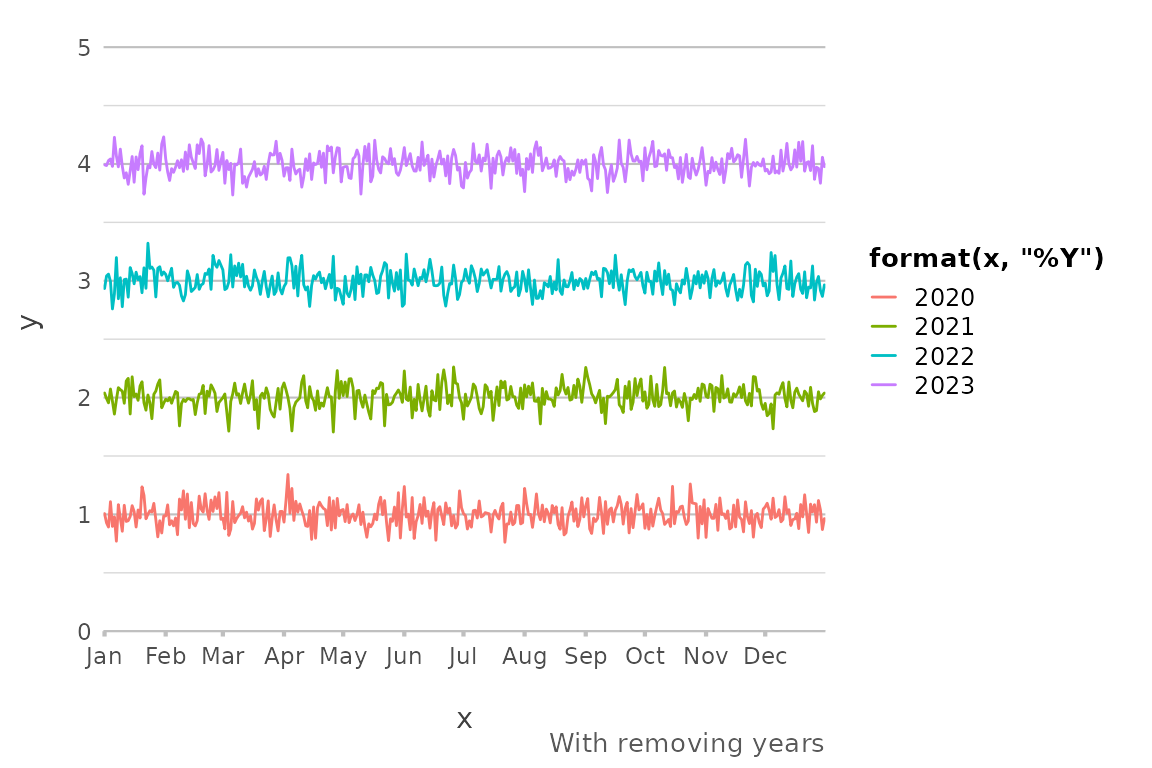 5
4
3
2
1
0
y
Jan Feb Mar Apr May Jun Jul Aug Sep Oct Nov Dec
x
With removing years
format(x, "%Y")
2020
2021
2022
2023